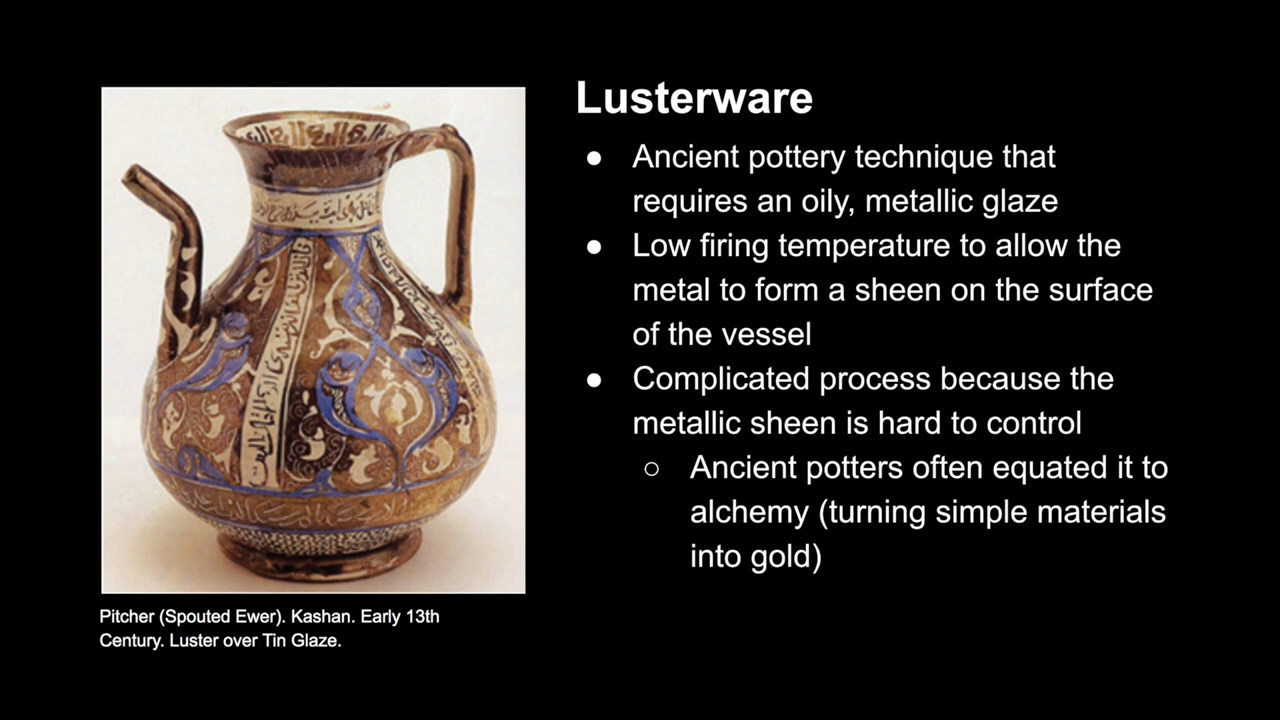 Lusterware
● Ancient pottery technique that
requires an oily, metallic glaze
● Low firing temperature to allow the
metal to form a sheen on the surface
of the vessel
● Complicated process because the
metallic sheen is hard to control
○ Ancient potters often equated it to
alchemy (turning simple materials
into gold)
Pitcher (Spouted Ewer). Kashan. Early 13th
Century. Luster over Tin Glaze.